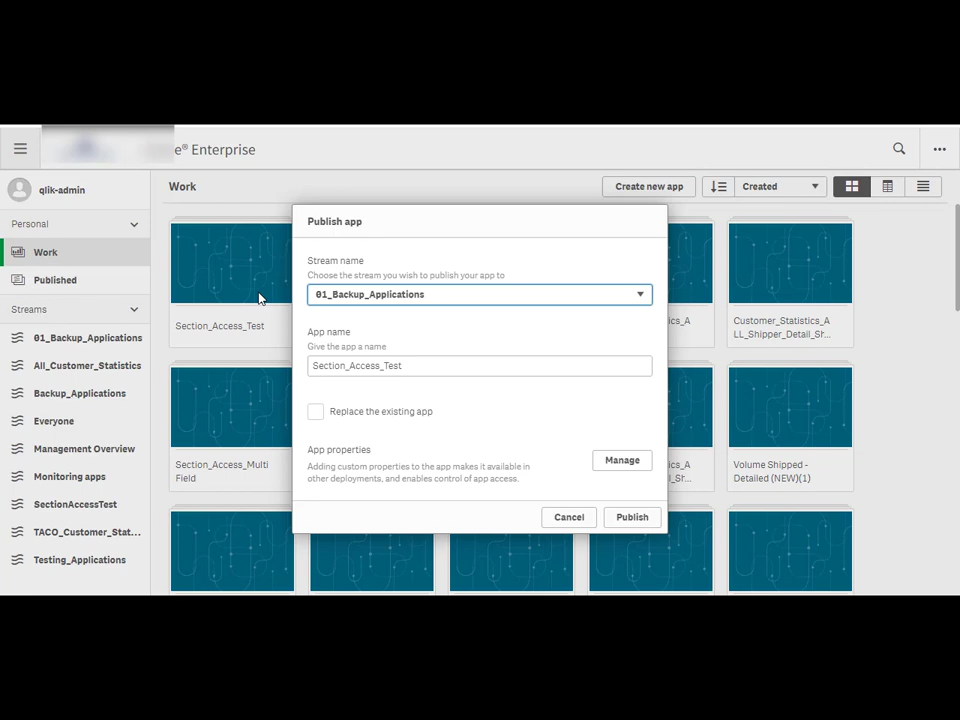 e® Enterprise
qlik-admin
Work
Create new app
Created
Personal
Work
Published
Streams
01_Backup_Applications
All_Customer_Statistics
Backup_Applications
Everyone
Management Overview
Monitoring apps
SectionAccessTest
TACO_Customer_Stat...
Testing_Applications
Section_Access_Test
Section_Access_Multi
Field
Publish app
Stream name
Choose the stream you wish to publish your app to
01_Backup_Applications
App name
Give the app a name
Section_Access_Test
Replace the existing app
App properties
Adding custom properties to the app makes it available in
other deployments, and enables control of app access.
Manage
Cancel
Publish
ics_A
l_Sh...
Customer_Statistics_A
LL_Shipper_Detail_Sh...
ics_A
l_Sh...
Volume Shipped -
Detailed (NEW)(1)